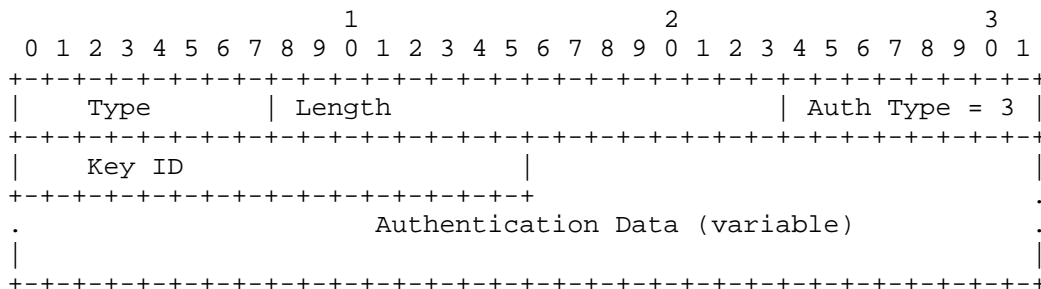 1                   2                   3
 0 1 2 3 4 5 6 7 8 9 0 1 2 3 4 5 6 7 8 9 0 1 2 3 4 5 6 7 8 9 0 1
+-+-+-+-+-+-+-+-+-+-+-+-+-+-+-+-+-+-+-+-+-+-+-+-+-+-+-+-+-+-+-+-+
|    Type       | Length                        | Auth Type = 3 |
+-+-+-+-+-+-+-+-+-+-+-+-+-+-+-+-+-+-+-+-+-+-+-+-+-+-+-+-+-+-+-+-+
|    Key ID                     |                               |
+-+-+-+-+-+-+-+-+-+-+-+-+-+-+-+-+                               .
.                      Authentication Data (variable)           .
|                                                               |
+-+-+-+-+-+-+-+-+-+-+-+-+-+-+-+-+-+-+-+-+-+-+-+-+-+-+-+-+-+-+-+-+